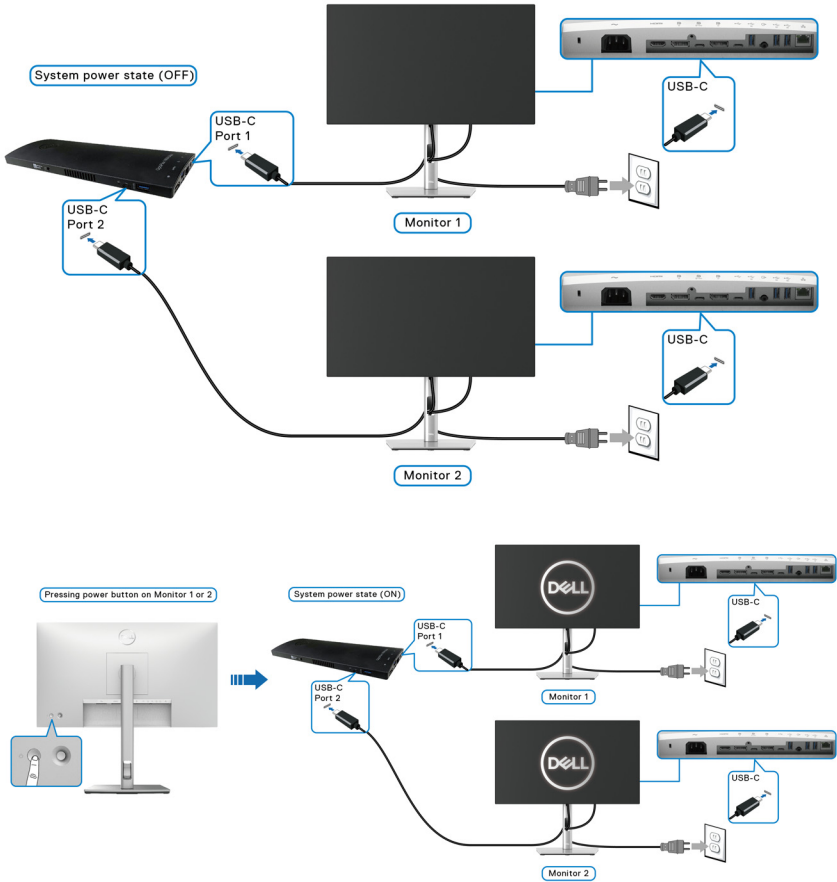 System power state (OFF)
USB-C
Port 1
USB-C
USB-C
Port 2
Monitor 1
USB-C
Monitor 2
Pressing power button on Monitor 1 or 2
System power state (ON)
DELL
USB-C
USB-C
Port 1
USB-C
Port 2
Monitor 1
DELL
USB-C
Monitor 2